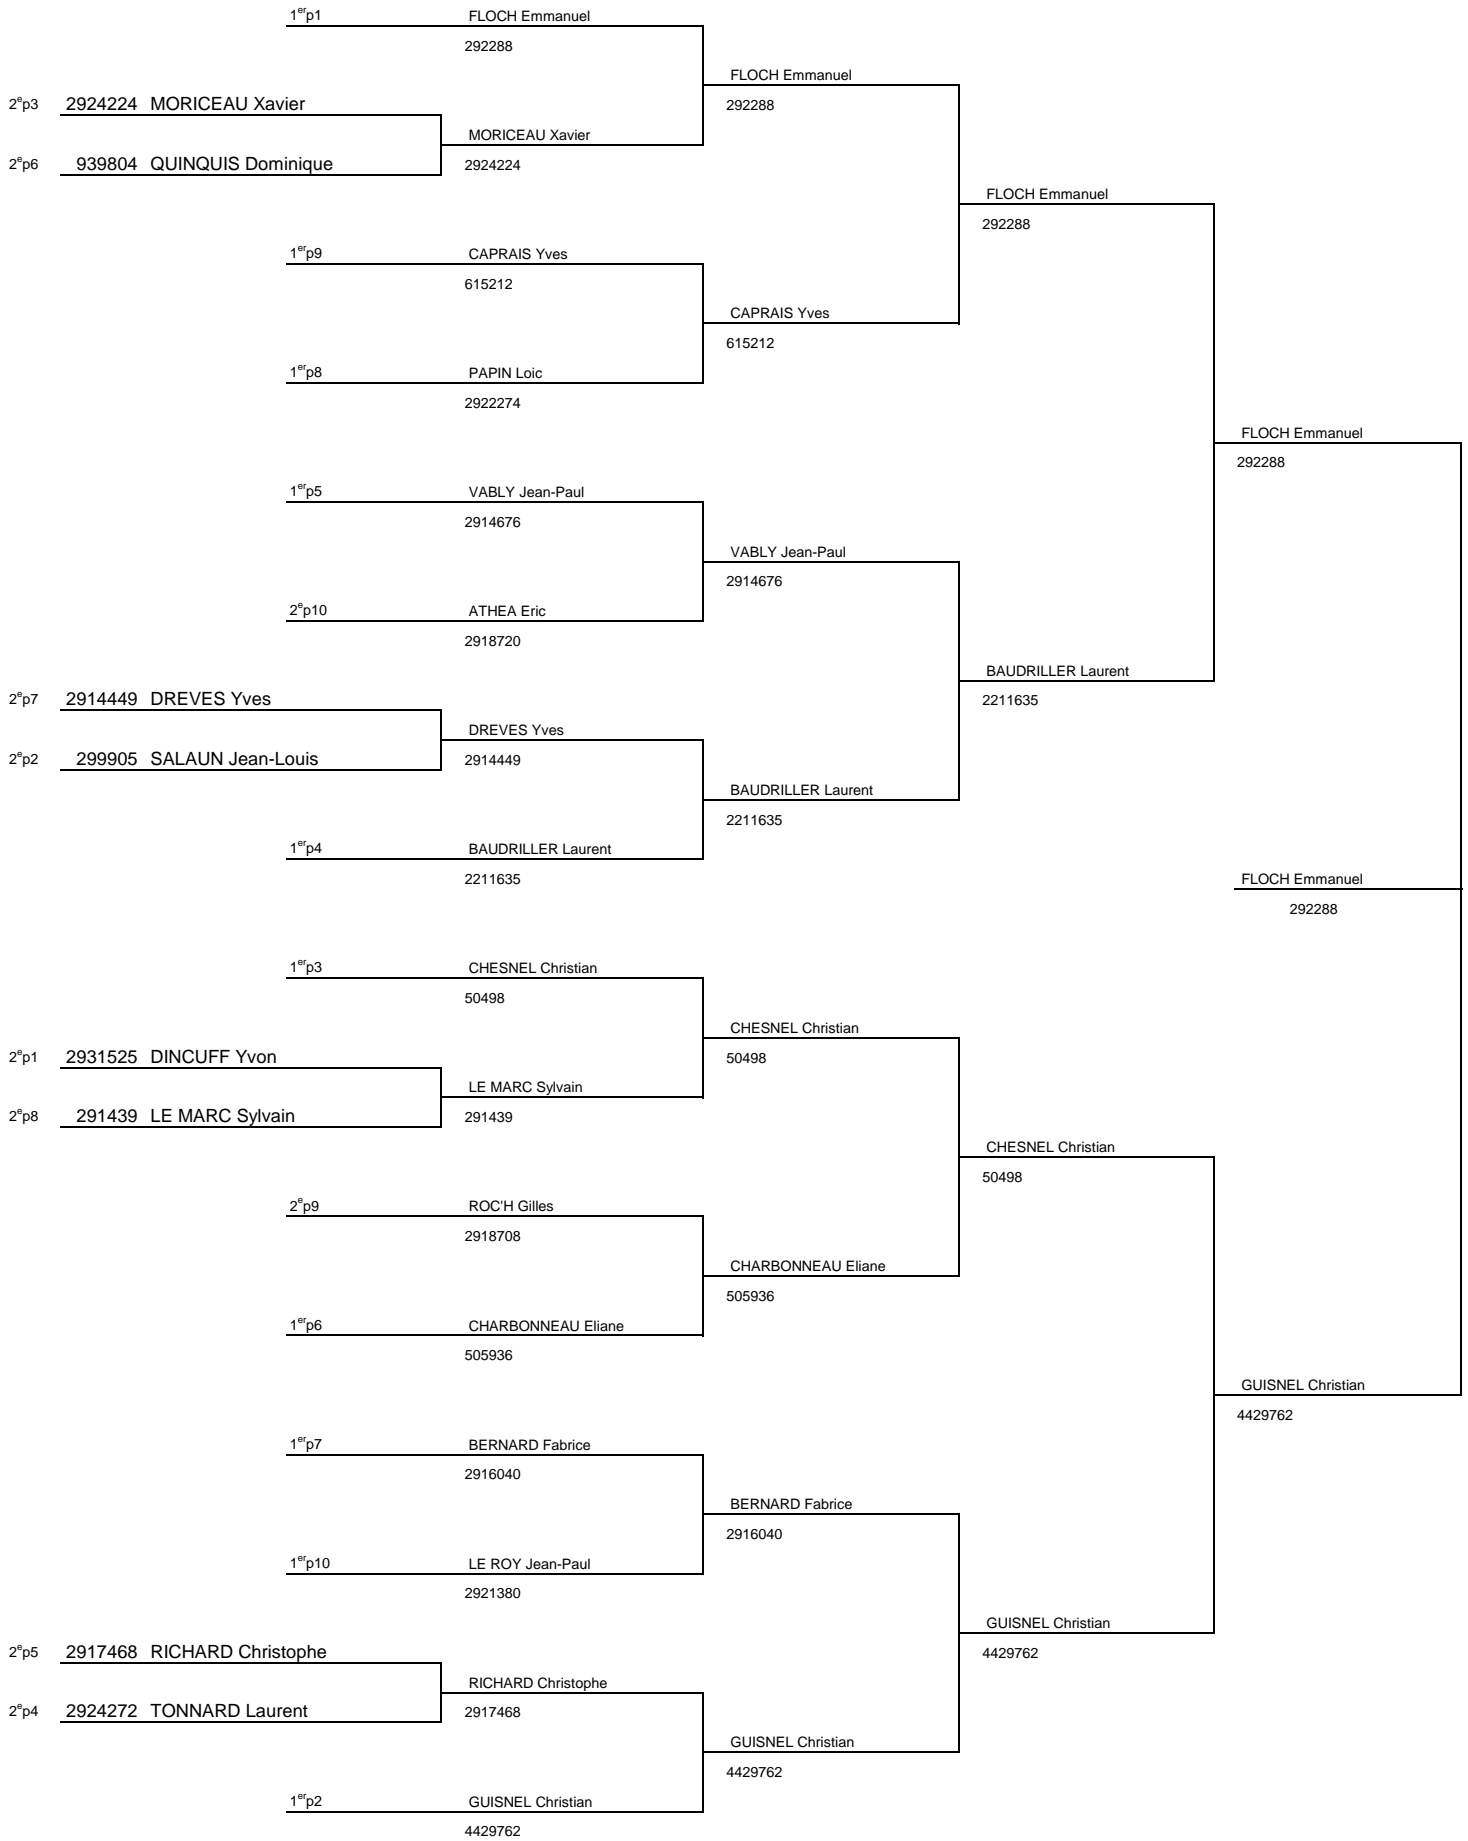 1erp1 FLOCH Emmanuel
292288
FLOCH Emmanuel
2ep3 2924224 MORICEAU Xavier 292288
MORICEAU Xavier
2ep6 939804 QUINQUIS Dominique 2924224
FLOCH Emmanuel
292288
1erp9 CAPRAIS Yves
615212
CAPRAIS Yves
615212
1erp8 PAPIN Loic
2922274
FLOCH Emmanuel
292288
1erp5 VABLY Jean-Paul
2914676
VABLY Jean-Paul
2914676
2ep10 ATHEA Eric
2918720
BAUDRILLER Laurent
2ep7 2914449 DREVES Yves 2211635
DREVES Yves
2ep2 299905 SALAUN Jean-Louis 2914449
BAUDRILLER Laurent
2211635
1erp4 BAUDRILLER Laurent
2211635 FLOCH Emmanuel
292288
1erp3 CHESNEL Christian
50498
CHESNEL Christian
2ep1 2931525 DINCUFF Yvon 50498
LE MARC Sylvain
2ep8 291439 LE MARC Sylvain 291439
CHESNEL Christian
50498
2ep9 ROC'H Gilles
2918708
CHARBONNEAU Eliane
505936
1erp6 CHARBONNEAU Eliane
505936
GUISNEL Christian
4429762
1erp7 BERNARD Fabrice
2916040
BERNARD Fabrice
2916040
1erp10 LE ROY Jean-Paul
2921380
GUISNEL Christian
2ep5 2917468 RICHARD Christophe 4429762
RICHARD Christophe
2ep4 2924272 TONNARD Laurent 2917468
GUISNEL Christian
4429762
1erp2 GUISNEL Christian
4429762